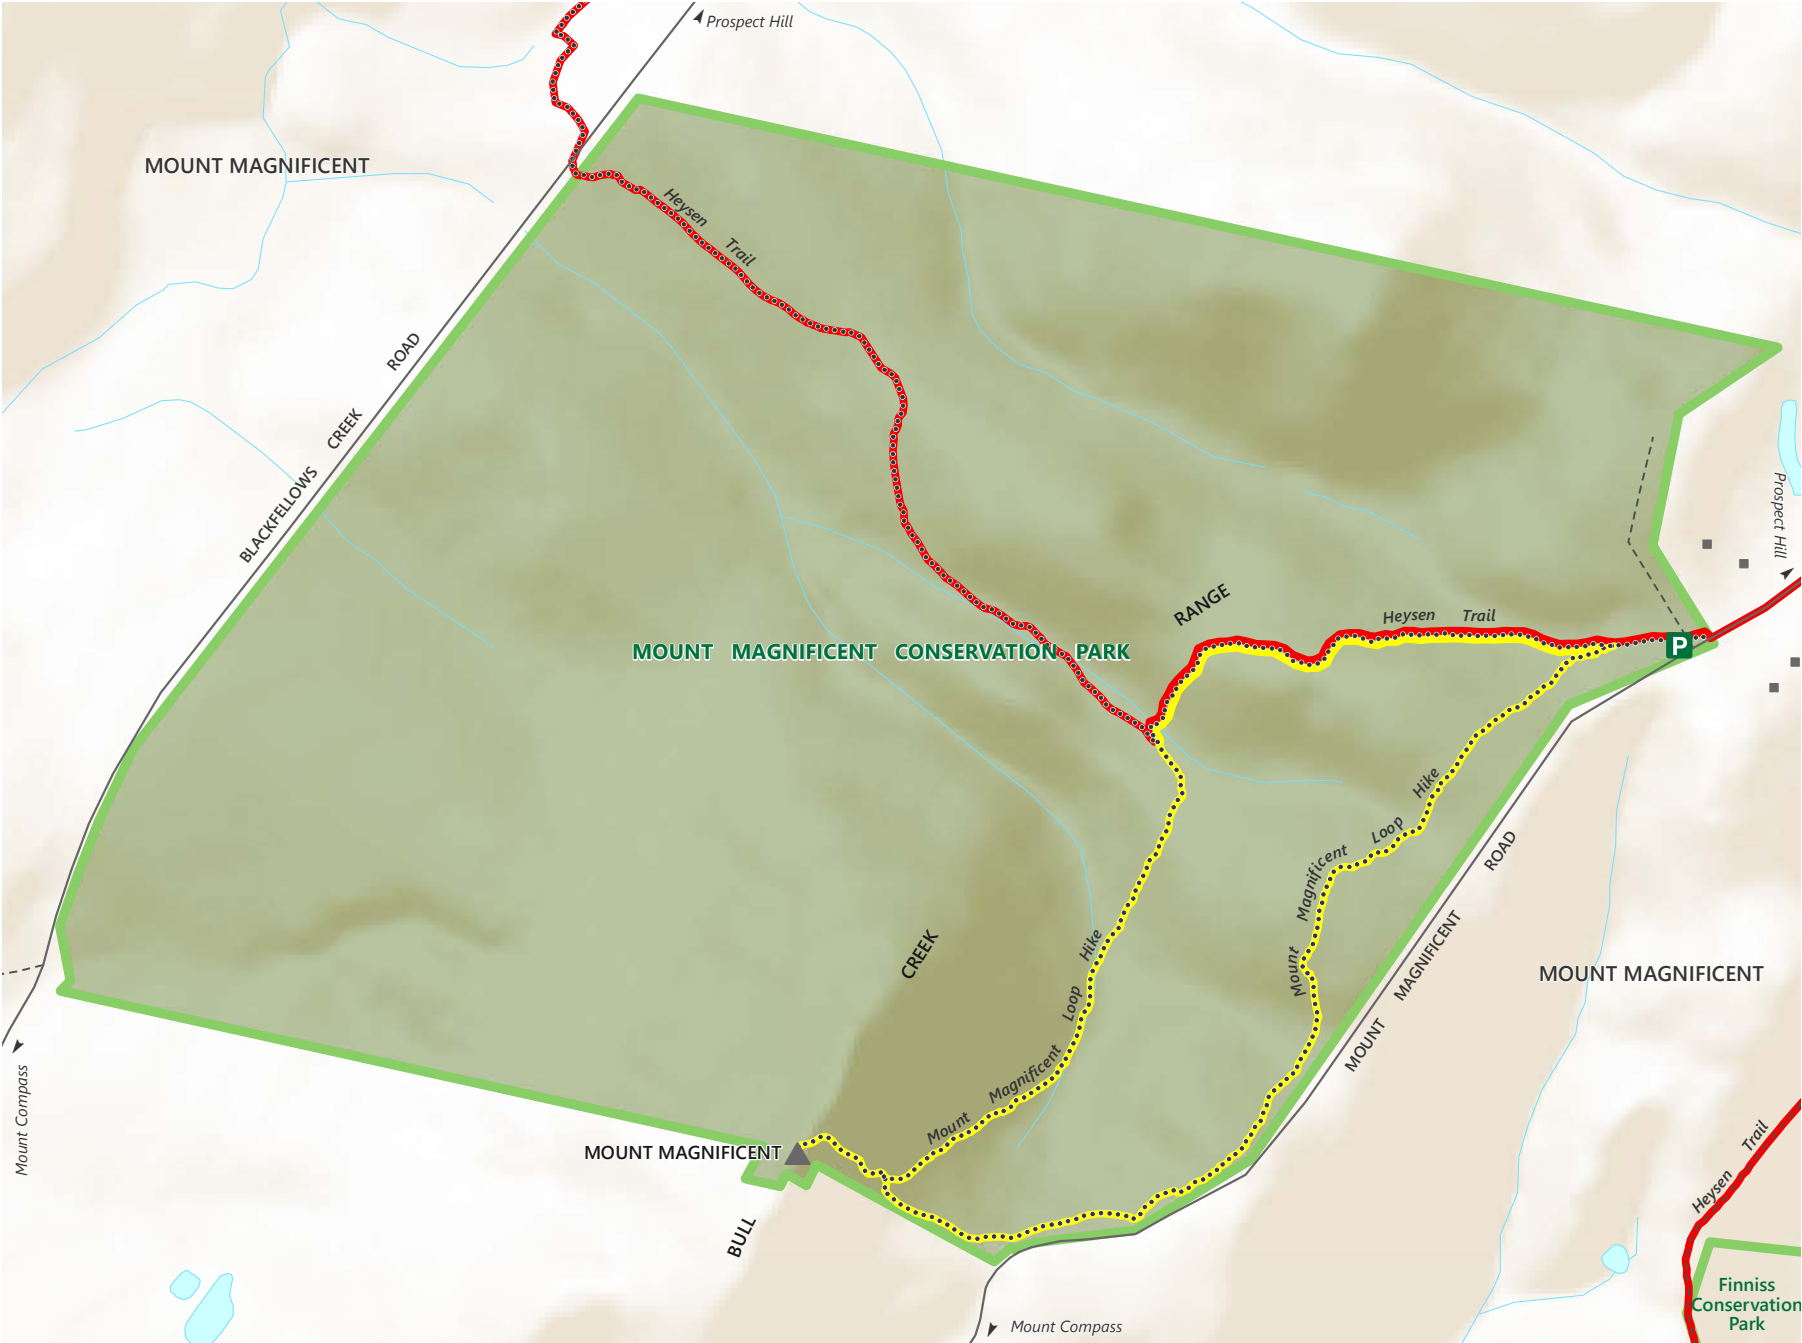 Prospect Hill
MOUNT MAGNIFICENT
Heysen Trail
BLACKFELLOWS CREEK ROAD
Prospect Hill
RANGE
Heysen Trail
MOUNT MAGNIFICENT CONSERVATION PARK
P
Mount Magnificent Loop Hike
Mount Magnificent Loop Hike
CREEK
MOUNT MAGNIFICENT ROAD
MOUNT MAGNIFICENT
Mount Compass
MOUNT MAGNIFICENT
BULL
Heysen Trail
Finniss
Conservation
Park
Mount Compass